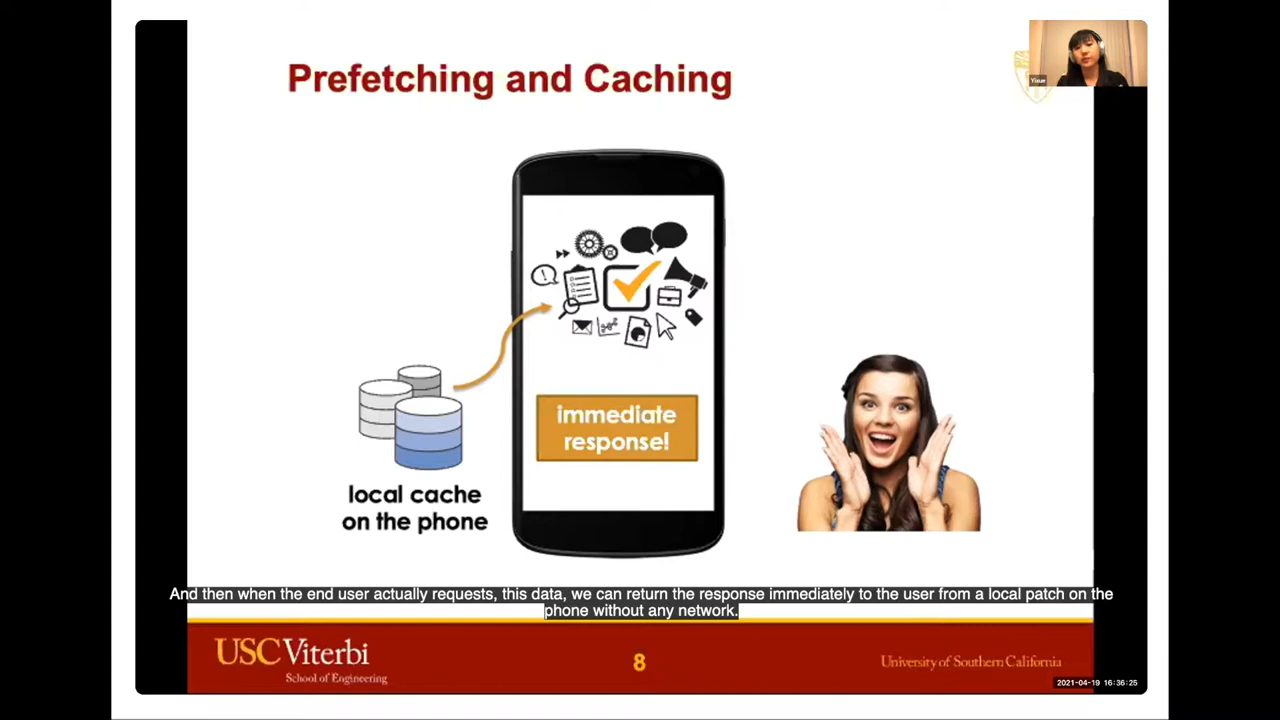 Prefetching and Caching
Yixue
immediate
response!
local cache
on the phone
And then when the end user actually requests, this data, we can return the response immediately to the user from a local patch on the
phone without any network.
USC Viterbi
School of Engineering
8
University of Southern California
2021-04-19 16:36:25